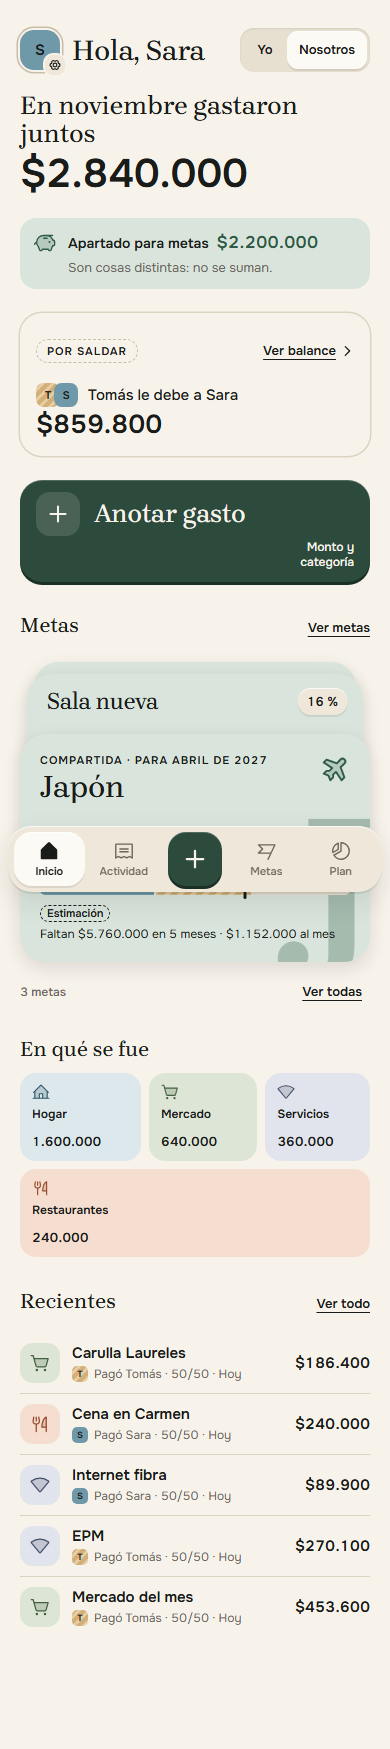 S
Hola, Sara
Yo
Nosotros
En noviembre gastaron
juntos
$2.840.000
Apartado para metas $2.200.000
Son cosas distintas: no se suman.
POR SALDAR
Ver balance
T S Tomás le debe a Sara
$859.800
Anotar gasto
Monto y
categoría
Metas
Ver metas
Sala nueva
16 %
COMPARTIDA · PARA ABRIL DE 2027
Japón
Inicio
Actividad
Metas
Plan
Estimación
Faltan $5.760.000 en 5 meses · $1.152.000 al mes
3 metas
Ver todas
En qué se fue
Hogar
1.600.000
Mercado
640.000
Servicios
360.000
Restaurantes
240.000
Recientes
Ver todo
Carulla Laureles
T Pagó Tomás · 50/50 · Hoy
$186.400
Cena en Carmen
S Pagó Sara · 50/50 · Hoy
$240.000
Internet fibra
S Pagó Sara · 50/50 · Hoy
$89.900
EPM
T Pagó Tomás · 50/50 · Hoy
$270.100
Mercado del mes
T Pagó Tomás · 50/50 · Hoy
$453.600